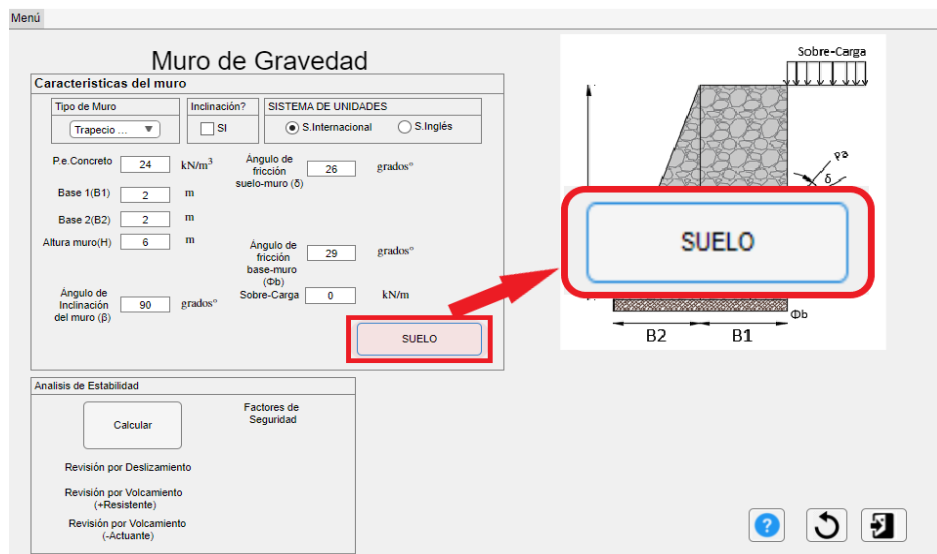 Menú
Muro de Gravedad
Caracteristicas del muro
Tipo de Muro
Trapecio ...
Inclinación?
SI
SISTEMA DE UNIDADES
S.Internacional
S.Inglés
P.e.Concreto 24 kN/m³
Base 1(B1) 2 m
Base 2(B2) 2 m
Altura muro(H) 6 m
Ángulo de
Inclinación
del muro (β)
90 grados°
Ángulo de
fricción
suelo-muro (δ)
26 grados°
Ángulo de
fricción
base-muro
(Φb)
29 grados°
Sobre-Carga 0 kN/m
SUELO
Sobre-Carga
Pa
δ
SUELO
Φb
B2 B1
Analisis de Estabilidad
Calcular
Factores de
Seguridad
Revisión por Deslizamiento
Revisión por Volcamiento
(+Resistente)
Revisión por Volcamiento
(-Actuante)
?